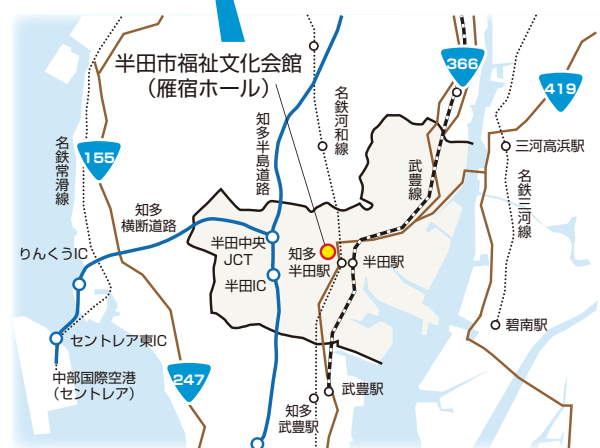 半田市福祉文化会館
（雁宿ホール）
366
419
155
247
名鉄常滑線
知多半島道路
名鉄河和線
武豊線
三河高浜駅
名鉄三河線
知多
横断道路
りんくうIC
半田中央
JCT
半田IC
知多
半田駅
半田駅
碧南駅
セントレア東IC
中部国際空港
（セントレア）
武豊駅
知多
武豊駅